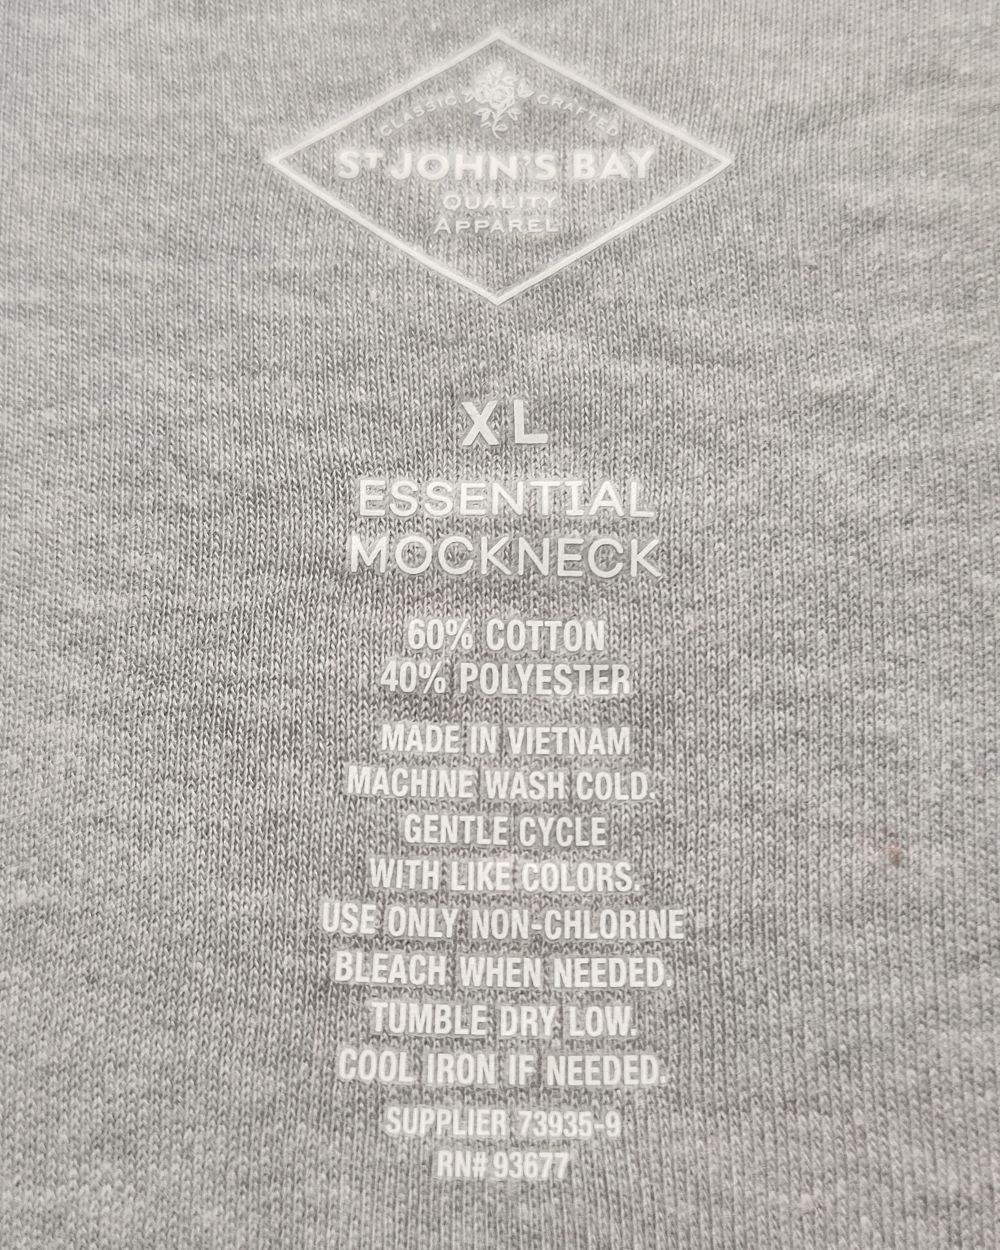 CLASSIC CRAFTED
ST JOHN'S BAY
QUALITY
APPAREL
XL
ESSENTIAL
MOCKNECK
60% COTTON
40% POLYESTER
MADE IN VIETNAM
MACHINE WASH COLD.
GENTLE CYCLE
WITH LIKE COLORS.
USE ONLY NON-CHLORINE
BLEACH WHEN NEEDED.
TUMBLE DRY LOW.
COOL IRON IF NEEDED.
SUPPLIER 73935-9
RN# 93677